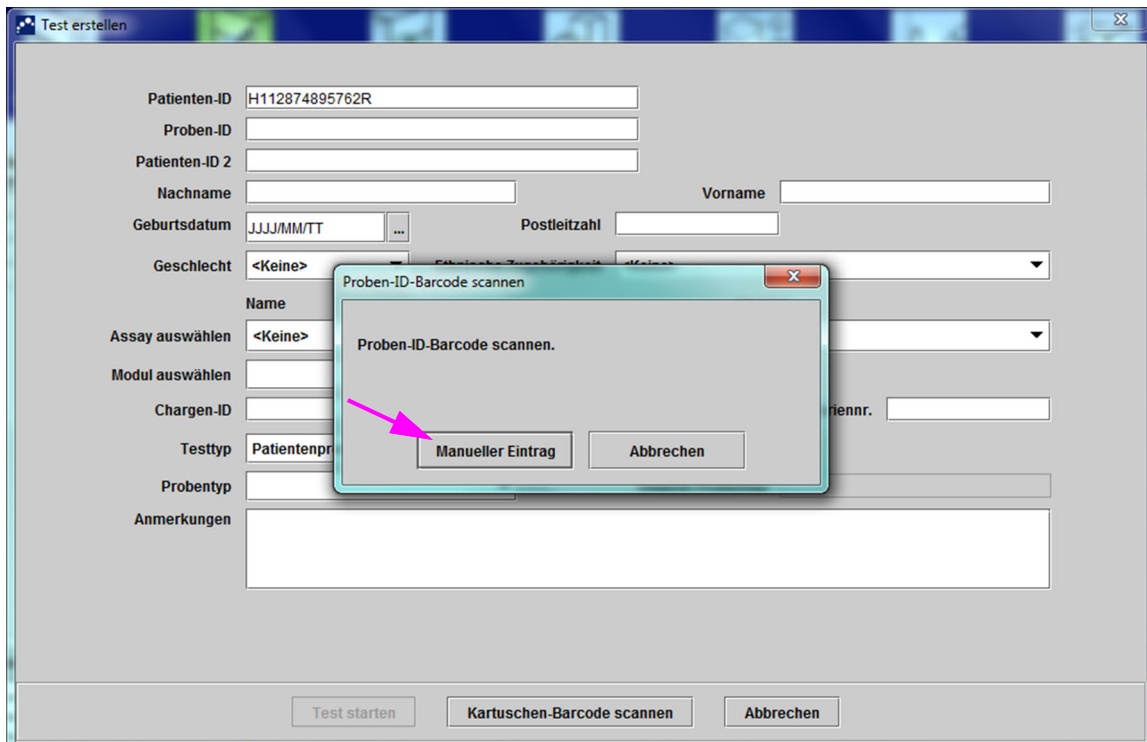 Test erstellen
Patienten-ID H112874895762R
Proben-ID
Patienten-ID 2
Nachname Vorname
Geburtsdatum JJJJ/MM/TT ... Postleitzahl
Geschlecht <Keine>
Proben-ID-Barcode scannen
Name
Assay auswählen <Keine>
Proben-ID-Barcode scannen.
Modul auswählen
Chargen-ID riennr.
Testtyp Patientenpr
Manueller Eintrag Abbrechen
Probentyp
Anmerkungen
Test starten Kartuschen-Barcode scannen Abbrechen